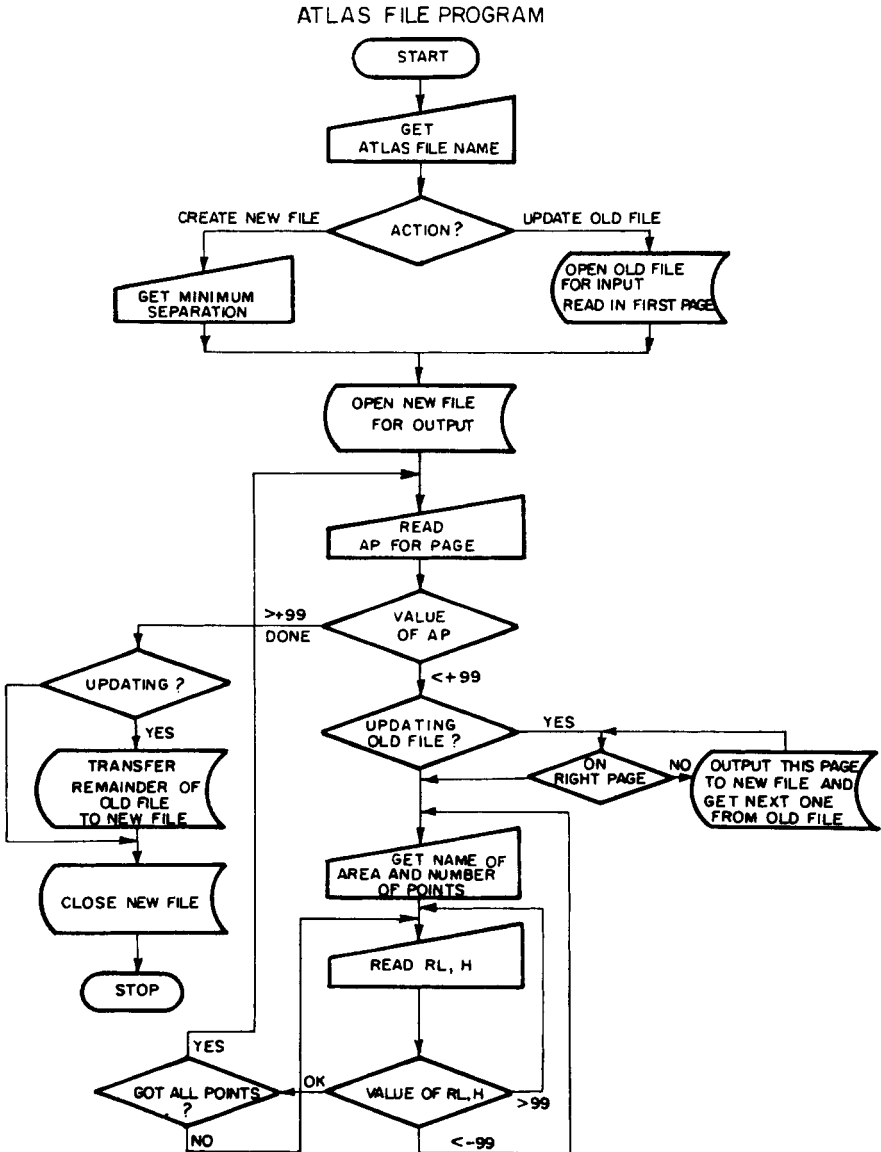 ATLAS FILE PROGRAM
START
GET
ATLAS FILE NAME
CREATE NEW FILE
ACTION?
UPDATE OLD FILE
GET MINIMUM
SEPARATION
OPEN OLD FILE
FOR INPUT
READ IN FIRST PAGE
OPEN NEW FILE
FOR OUTPUT
READ
AP FOR PAGE
>+99
DONE
VALUE
OF AP
<+99
UPDATING ?
YES
TRANSFER
REMAINDER OF
OLD FILE
TO NEW FILE
CLOSE NEW FILE
STOP
UPDATING
OLD FILE ?
YES
ON
RIGHT PAGE
NO
OUTPUT THIS PAGE
TO NEW FILE AND
GET NEXT ONE
FROM OLD FILE
GET NAME OF
AREA AND NUMBER
OF POINTS
READ RL, H
YES
GOT ALL POINTS
?
NO
OK
VALUE OF RL,H
>99
<-99